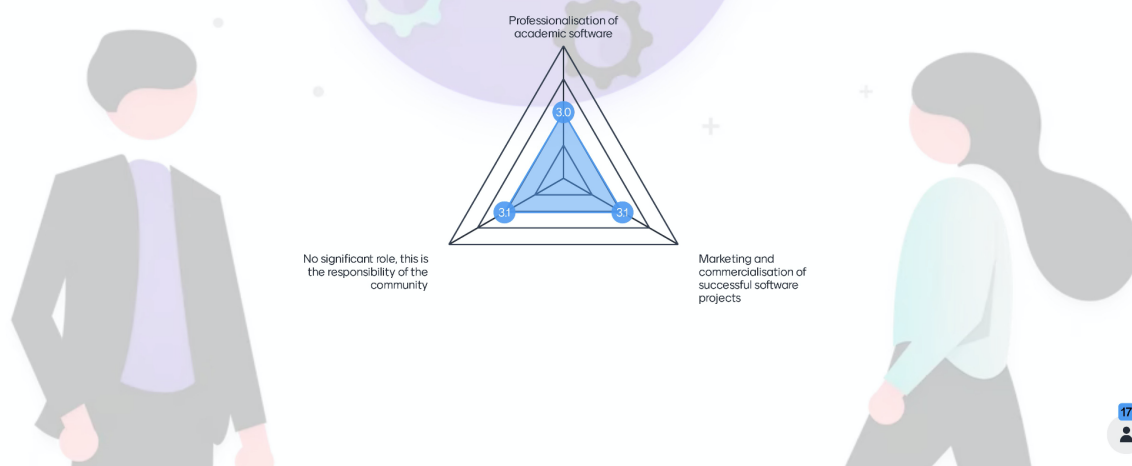 Professionalisation of
academic software
3.0
3.1
3.1
No significant role, this is
the responsibility of the
community
Marketing and
commercialisation of
successful software
projects
17